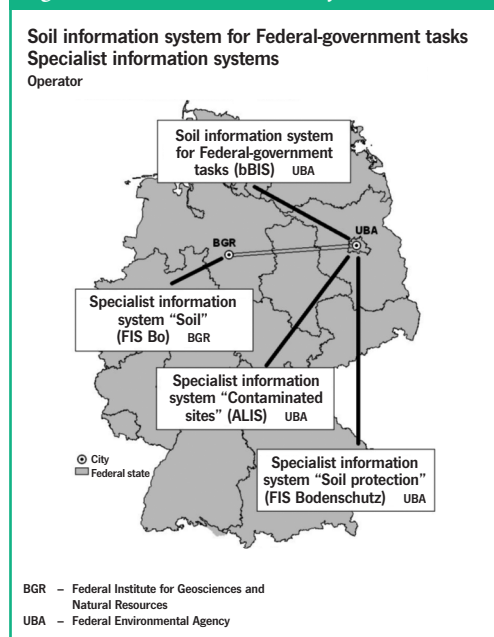 Soil information system for Federal-government tasks
Specialist information systems
Operator
Soil information system
for Federal-government
tasks (bBIS) UBA
UBA
BGR
Specialist information
system “Soil”
(FIS Bo) BGR
Specialist information
system “Contaminated
sites” (ALIS) UBA
Specialist information
system “Soil protection”
(FIS Bodenschutz) UBA
City
Federal state
BGR – Federal Institute for Geosciences and
Natural Resources
UBA – Federal Environmental Agency